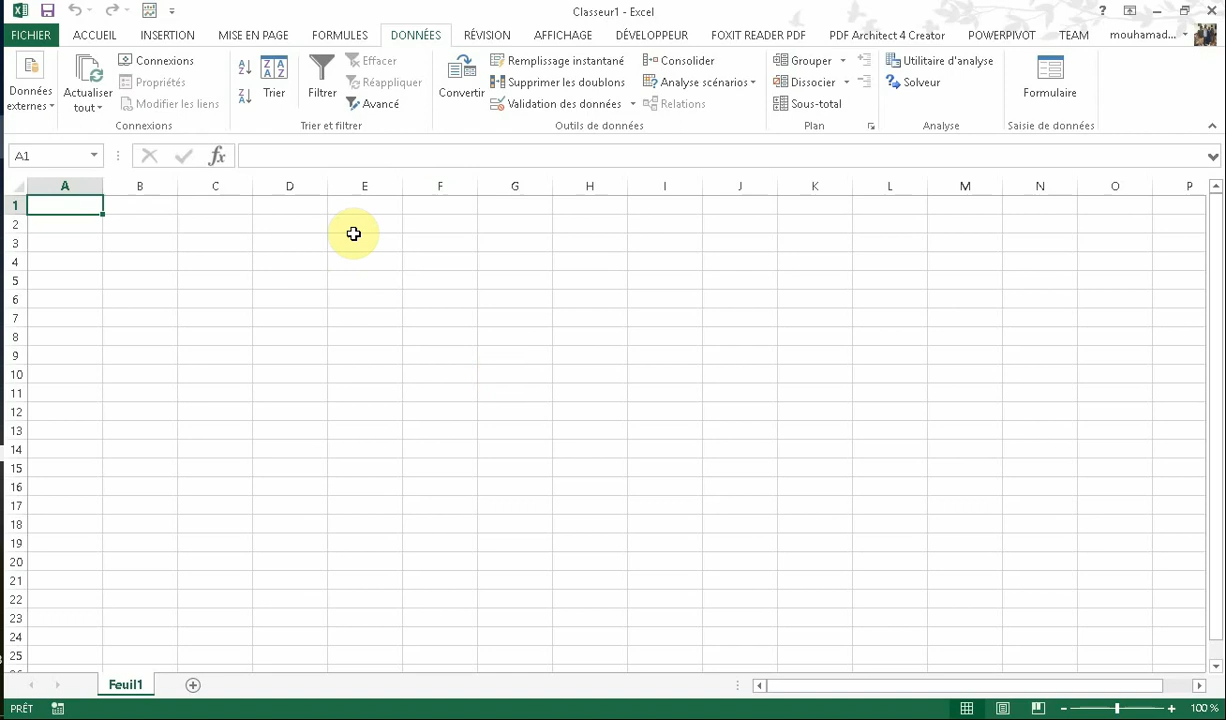 Classeur1 - Excel
FICHIER ACCUEIL INSERTION MISE EN PAGE FORMULES DONNÉES RÉVISION AFFICHAGE DÉVELOPPEUR FOXIT READER PDF PDF Architect 4 Creator POWERPIVOT TEAM mouhamad...
Données externes
Actualiser tout
Connexions
Propriétés
Modifier les liens
Connexions
Trier
Filtrer
Effacer
Réappliquer
Avancé
Trier et filtrer
Convertir
Remplissage instantané
Supprimer les doublons
Validation des données
Consolider
Analyse scénarios
Relations
Outils de données
Grouper
Dissocier
Sous-total
Plan
Utilitaire d'analyse
Solveur
Analyse
Formulaire
Saisie de données
A1 fx
A B C D E F G H I J K L M N O P
1
2
3
4
5
6
7
8
9
10
11
12
13
14
15
16
17
18
19
20
21
22
23
24
25
Feuil1
PRÊT 100 %